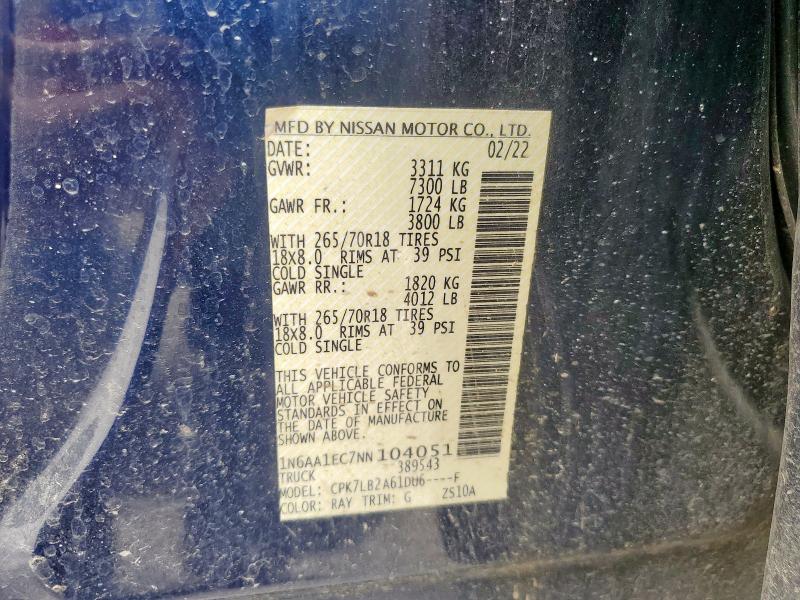 MFD BY NISSAN MOTOR CO., LTD.
DATE: 02/22
GVWR: 3311 KG
7300 LB
GAWR FR.: 1724 KG
3800 LB
WITH 265/70R18 TIRES
18X8.0 RIMS AT 39 PSI
COLD SINGLE
GAWR RR.: 1820 KG
4012 LB
WITH 265/70R18 TIRES
18X8.0 RIMS AT 39 PSI
COLD SINGLE
THIS VEHICLE CONFORMS TO
ALL APPLICABLE FEDERAL
MOTOR VEHICLE SAFETY
STANDARDS IN EFFECT ON
THE DATE OF MANUFACTURE
SHOWN ABOVE.
1N6AA1EC7NN104051
TRUCK 389543
MODEL: CPK7LB2A61DU6----F
COLOR: RAY TRIM: G ZS10A